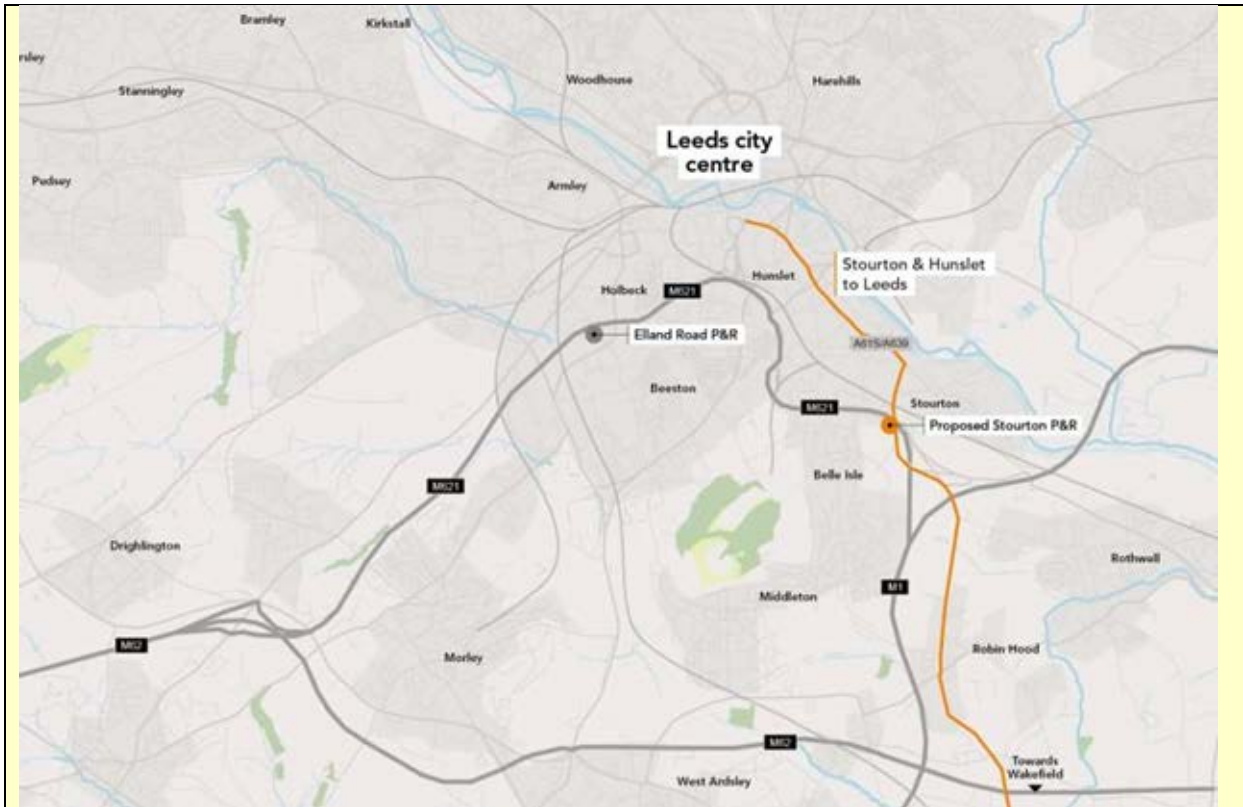 Bramley
Kirkstall
rsley
Woodhouse
Harehills
Stanningley
Leeds city
centre
Pudsey
Armley
Stourton & Hunslet
to Leeds
Hunslet
Holbeck
M621
Elland Road P&R
A61S/A639
Beeston
M621
Stourton
Proposed Stourton P&R
Belle Isle
M621
Drighlington
Rothwell
M1
Middleton
M62
Robin Hood
Morley
M62
West Ardsley
Towards
Wakefield